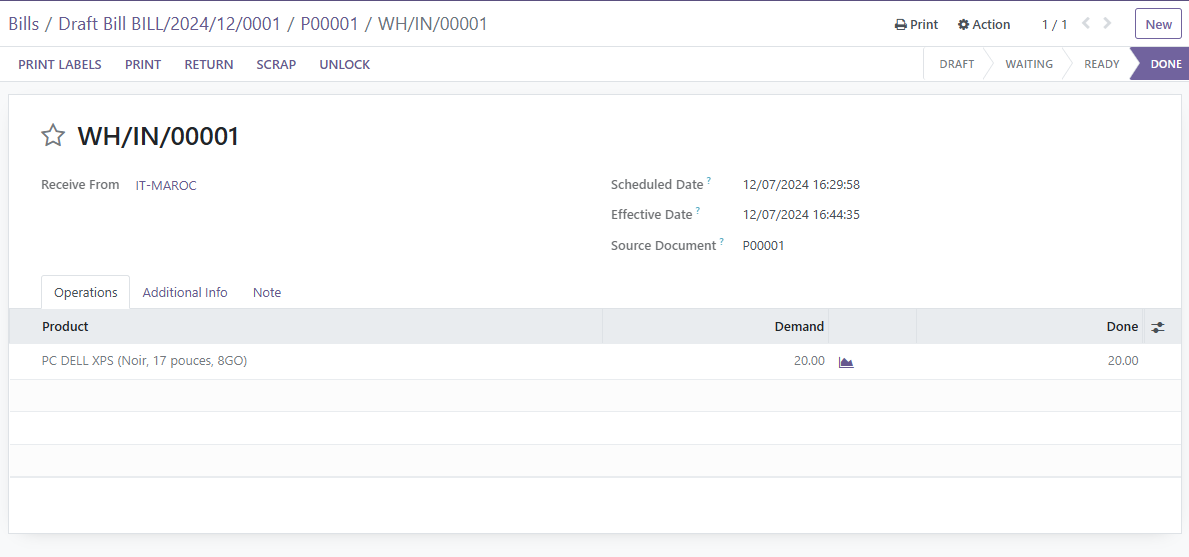 Bills / Draft Bill BILL/2024/12/0001 / P00001 / WH/IN/00001 Print Action 1 / 1 New
PRINT LABELS PRINT RETURN SCRAP UNLOCK DRAFT WAITING READY DONE
WH/IN/00001
Receive From IT-MAROC Scheduled Date ? 12/07/2024 16:29:58
Effective Date ? 12/07/2024 16:44:35
Source Document ? P00001
Operations Additional Info Note
Product Demand Done
PC DELL XPS (Noir, 17 pouces, 8GO) 20.00 20.00